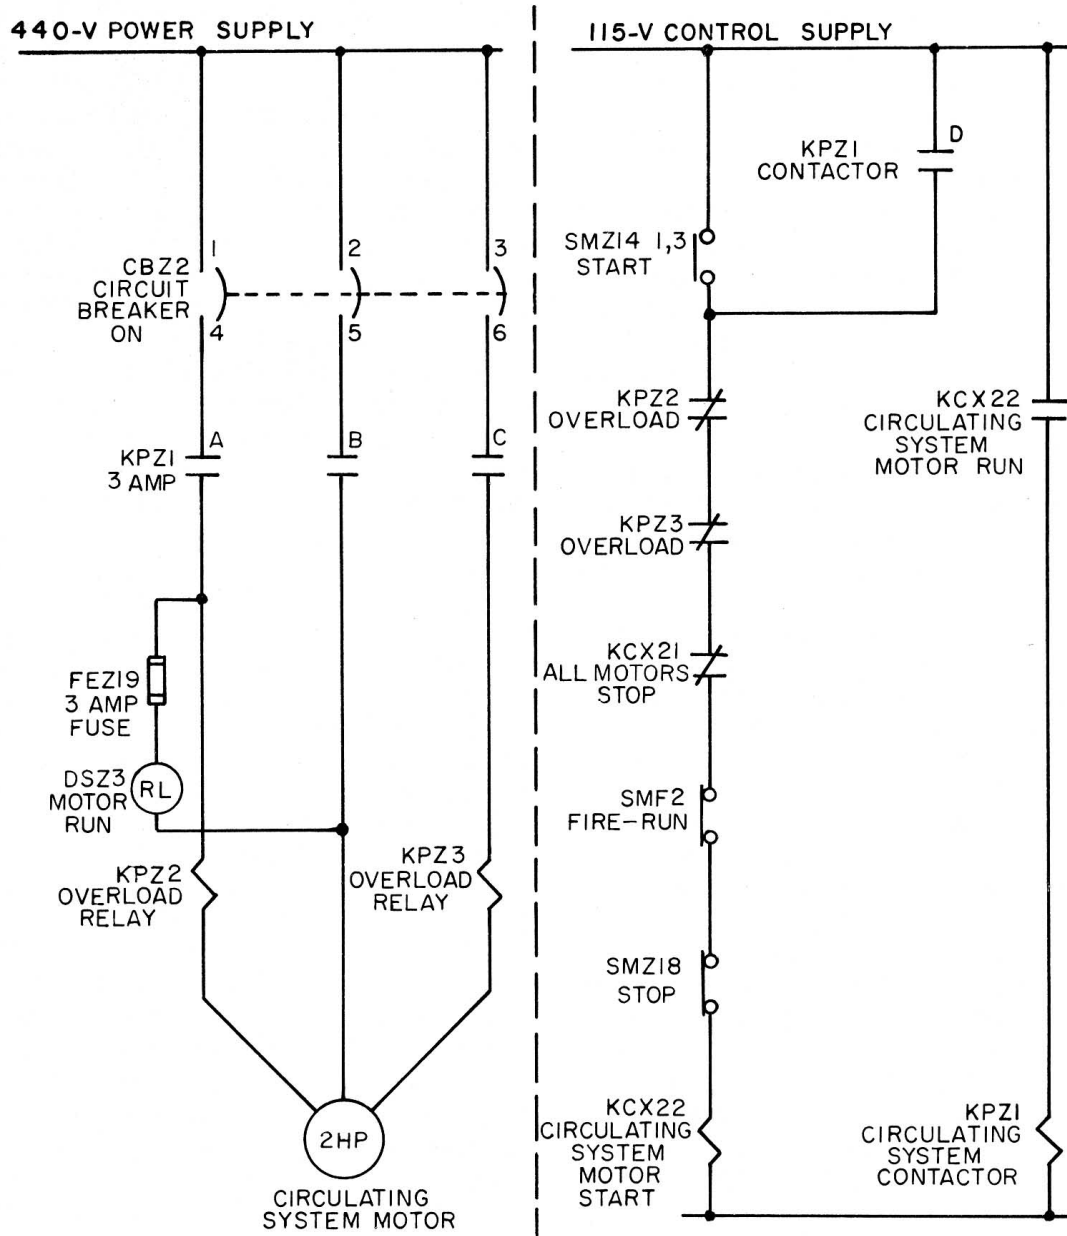 440-V POWER SUPPLY
115-V CONTROL SUPPLY
KPZ1
CONTACTOR
D
SMZ14 1,3
START
1
2
3
CBZ2
CIRCUIT
BREAKER
ON
4
5
6
KPZ2
OVERLOAD
KCX22
CIRCULATING
SYSTEM
MOTOR RUN
A
B
C
KPZ1
3 AMP
KPZ3
OVERLOAD
KCX21
ALL MOTORS
STOP
FEZ19
3 AMP
FUSE
DSZ3
MOTOR
RUN
RL
SMF2
FIRE-RUN
KPZ2
OVERLOAD
RELAY
KPZ3
OVERLOAD
RELAY
SMZ18
STOP
2HP
CIRCULATING
SYSTEM MOTOR
KCX22
CIRCULATING
SYSTEM
MOTOR
START
KPZ1
CIRCULATING
SYSTEM
CONTACTOR